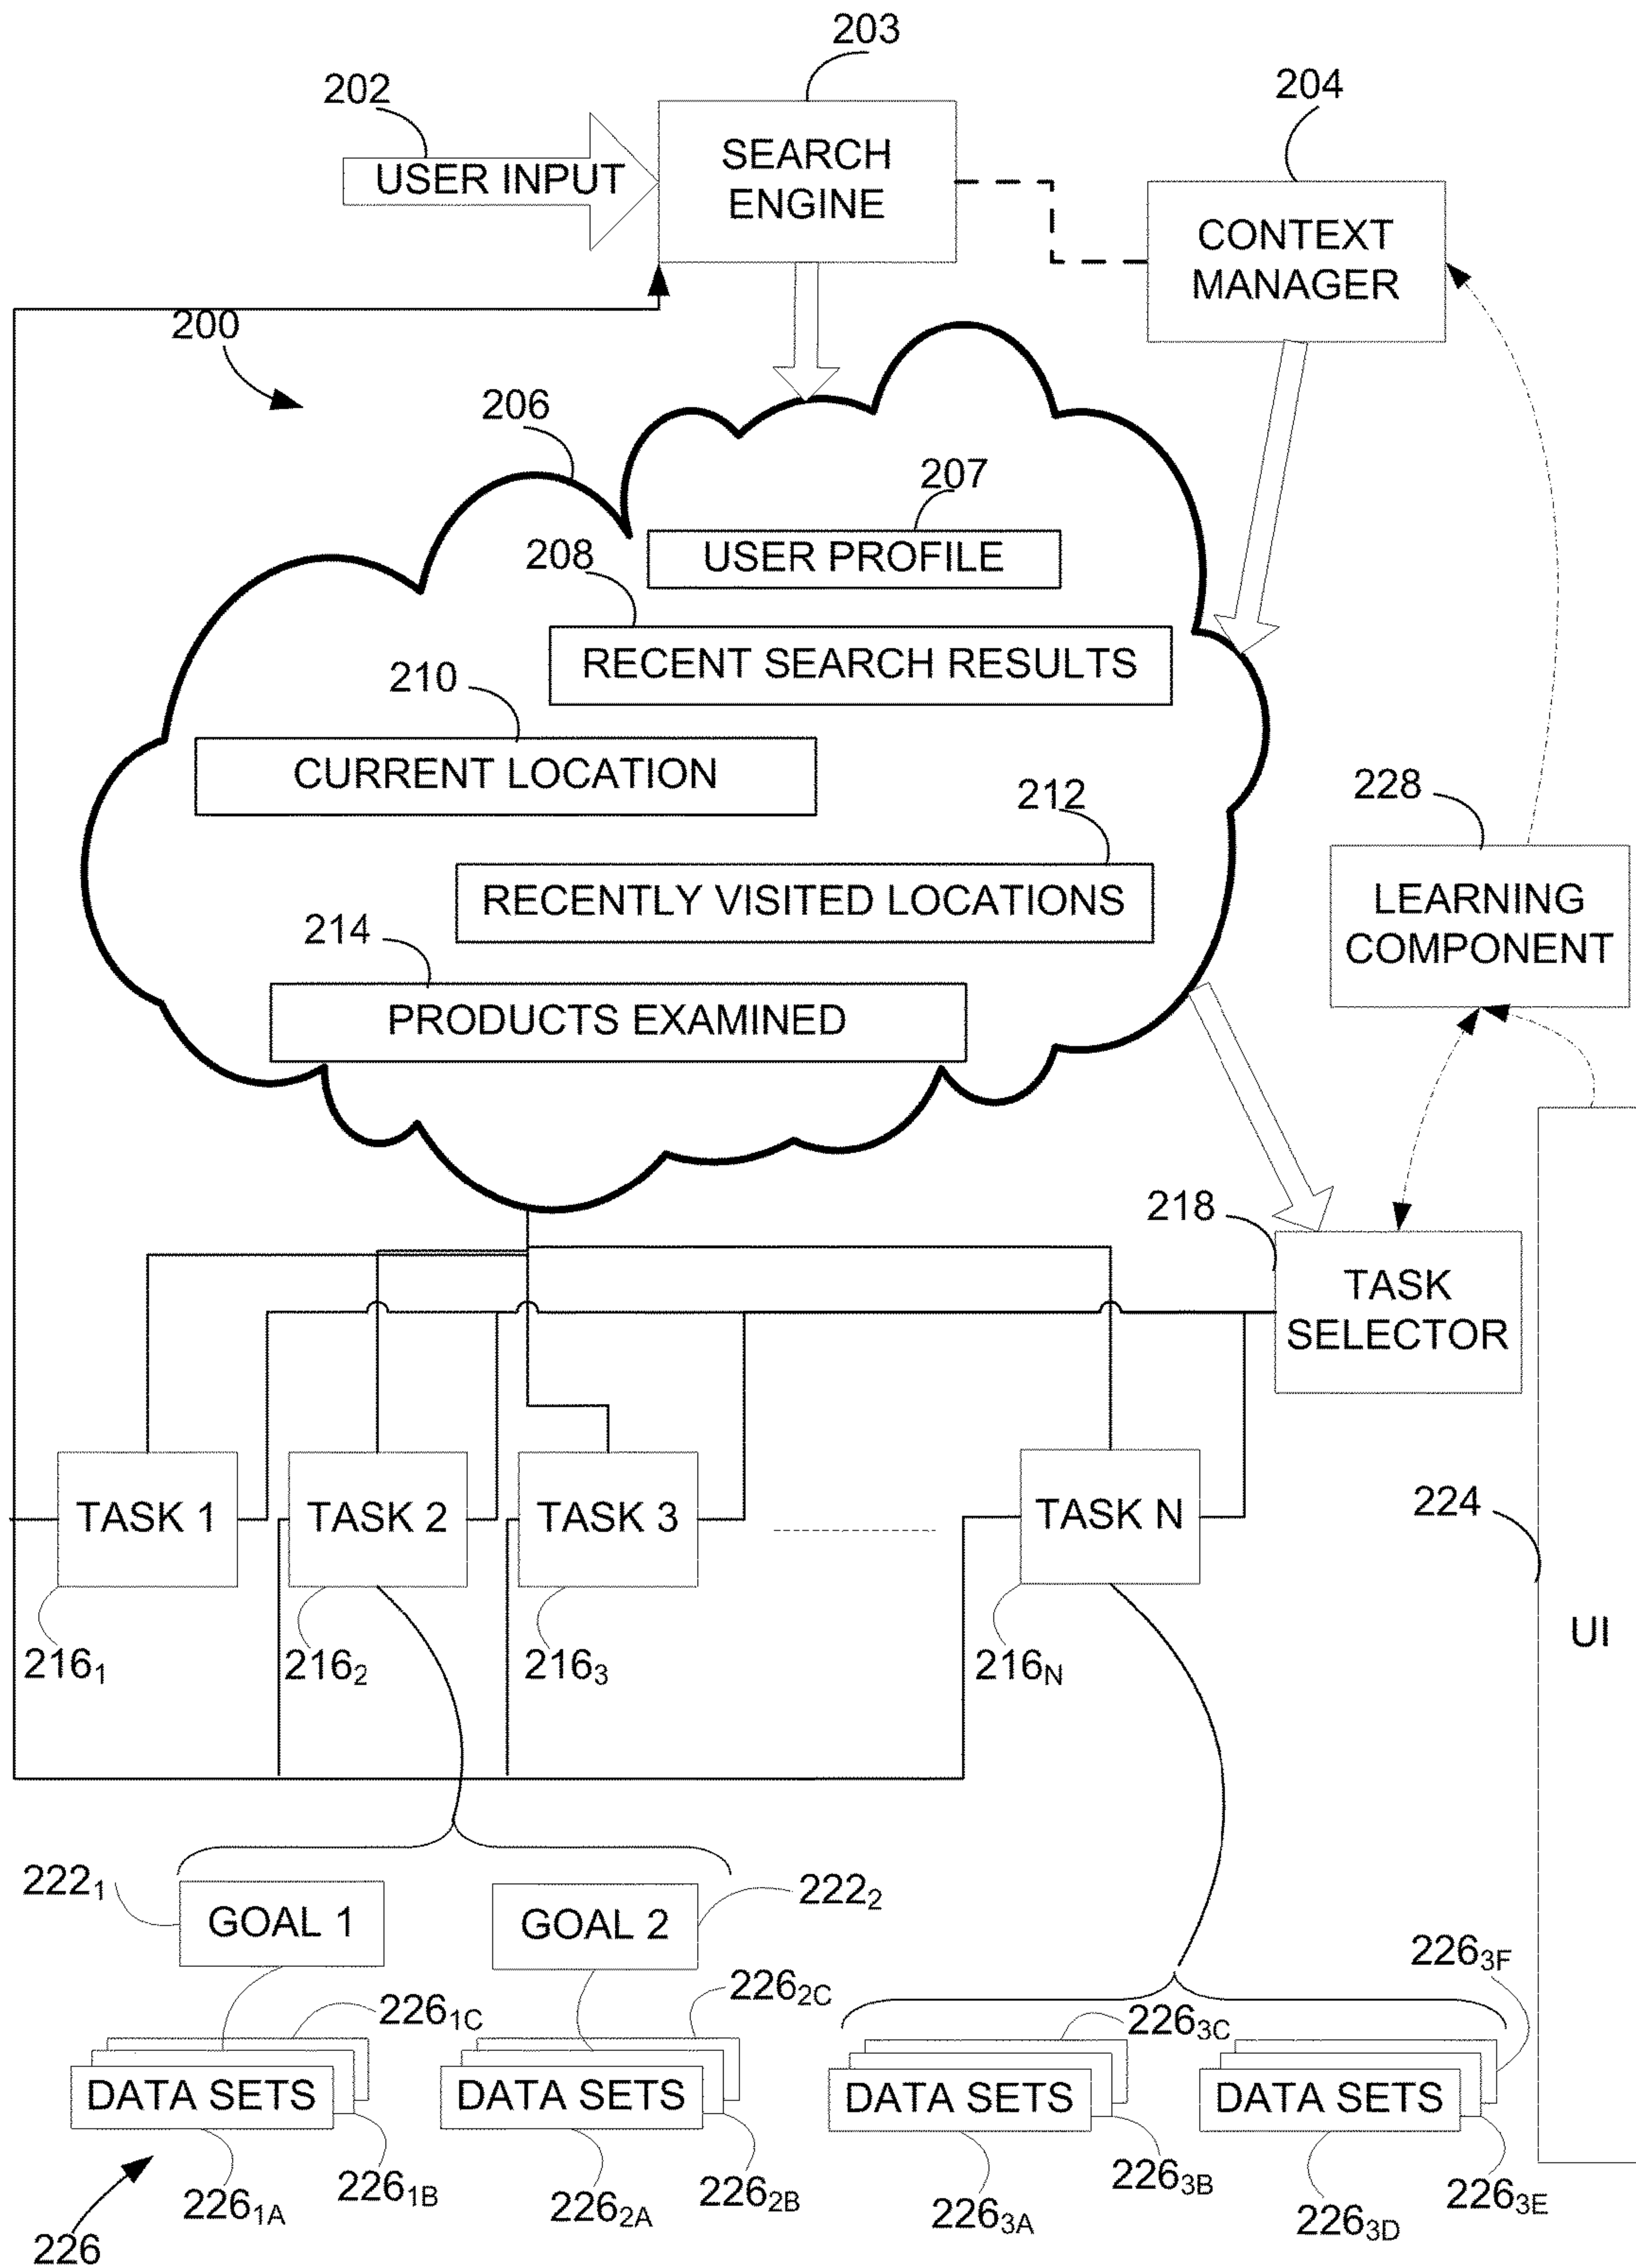 203
202
204
USER INPUT
SEARCH
ENGINE
CONTEXT
MANAGER
200
206
207
USER PROFILE
208
RECENT SEARCH RESULTS
210
CURRENT LOCATION
212
228
RECENTLY VISITED LOCATIONS
LEARNING
COMPONENT
214
PRODUCTS EXAMINED
218
TASK
SELECTOR
TASK 1
TASK 2
TASK 3
TASK N
224
UI
216₁
216₂
216₃
216N
222₁
GOAL 1
GOAL 2
222₂
226₃F
226₁C
226₂C
226₃C
DATA SETS
DATA SETS
DATA SETS
DATA SETS
226₁A
226₁B
226₂A
226₂B
226₃A
226₃B
226₃D
226₃E
226